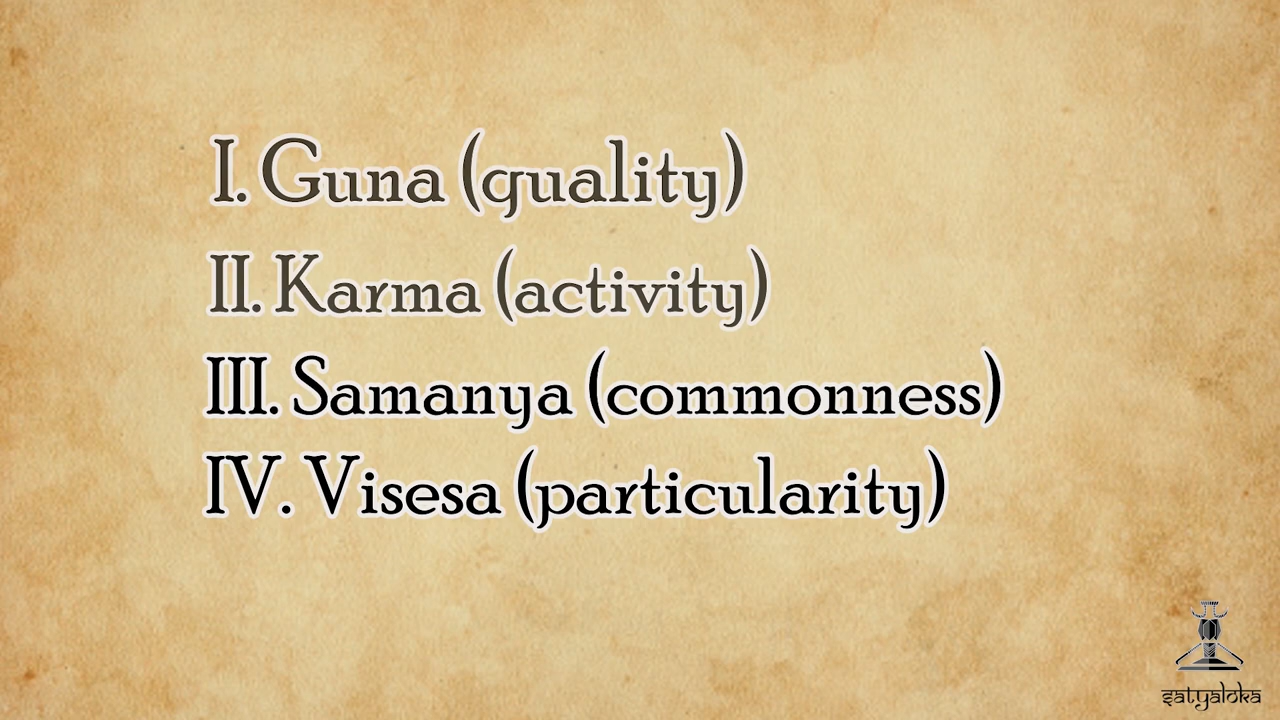 I. Guna (quality)
II. Karma (activity)
III. Samanya (commonness)
IV. Visesa (particularity)
satyaloka